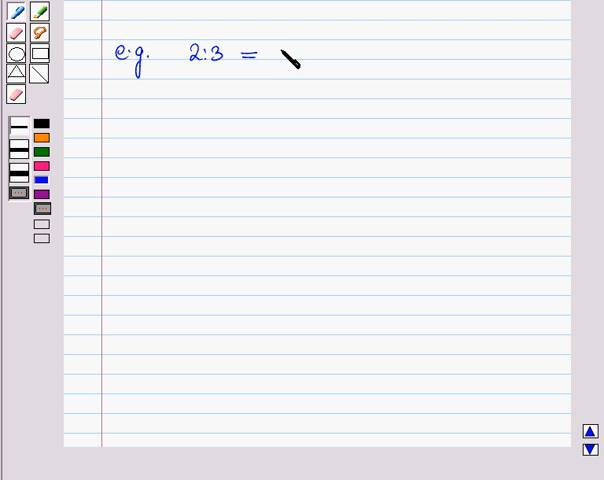 e.g. 2:3 =